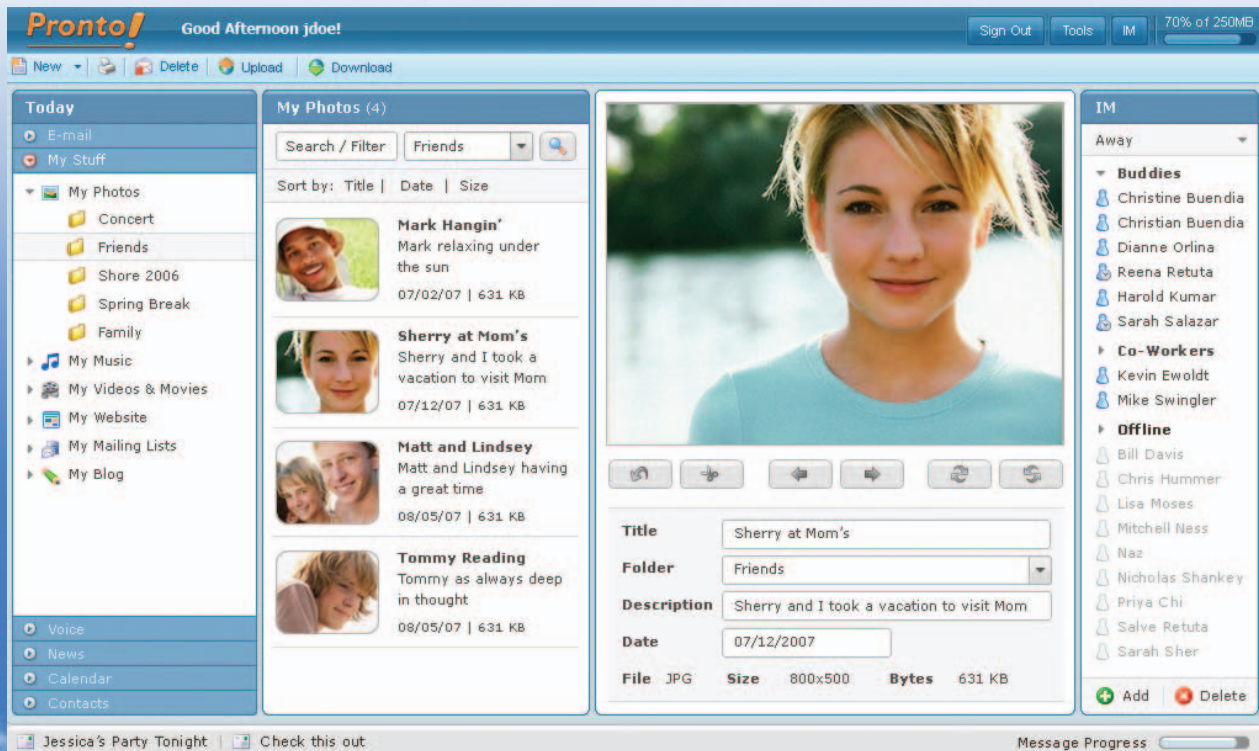 Pronto!
Good Afternoon jdoe!
Sign Out
Tools
IM
70% of 250MB
New
Delete
Upload
Download
Today
E-mail
My Stuff
My Photos
Concert
Friends
Shore 2006
Spring Break
Family
My Music
My Videos & Movies
My Website
My Mailing Lists
My Blog
Voice
News
Calendar
Contacts
My Photos (4)
Search / Filter
Friends
Sort by: Title | Date | Size
Mark Hangin'
Mark relaxing under
the sun
07/02/07 | 631 KB
Sherry at Mom's
Sherry and I took a
vacation to visit Mom
07/12/07 | 631 KB
Matt and Lindsey
Matt and Lindsey having
a great time
08/05/07 | 631 KB
Tommy Reading
Tommy as always deep
in thought
08/05/07 | 631 KB
Title Sherry at Mom's
Folder Friends
Description Sherry and I took a vacation to visit Mom
Date 07/12/2007
File JPG Size 800x500 Bytes 631 KB
IM
Away
Buddies
Christine Buendia
Christian Buendia
Dianne Orlina
Reena Retuta
Harold Kumar
Sarah Salazar
Co-Workers
Kevin Ewoldt
Mike Swingler
Offline
Bill Davis
Chris Hummer
Lisa Moses
Mitchell Ness
Naz
Nicholas Shankey
Priya Chi
Salve Retuta
Sarah Sher
Add
Delete
Jessica's Party Tonight
Check this out
Message Progress